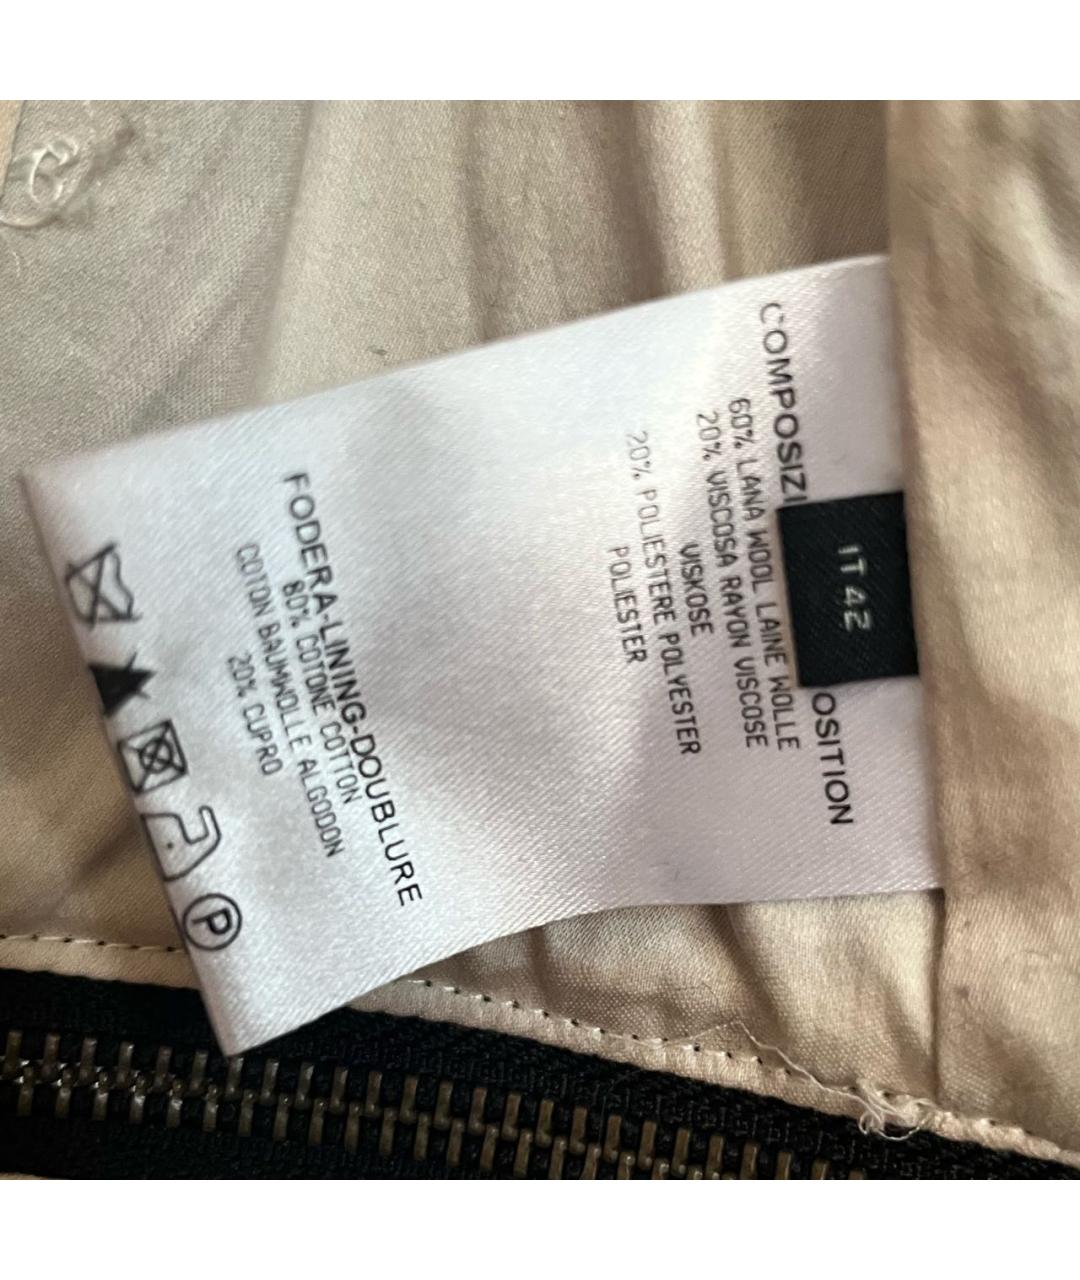 COMPOSIZI
OSITION
IT 42
60% LANA WOOL LAINE WOLLE
20% VISCOSA RAYON VISCOSE
VISKOSE
20% POLIESTERE POLYESTER
POLIESTER
FODERA-LINING-DOUBLURE
80% COTONE COTTON
COTON BAUMWOLLE ALGODON
20% CUPRO
P